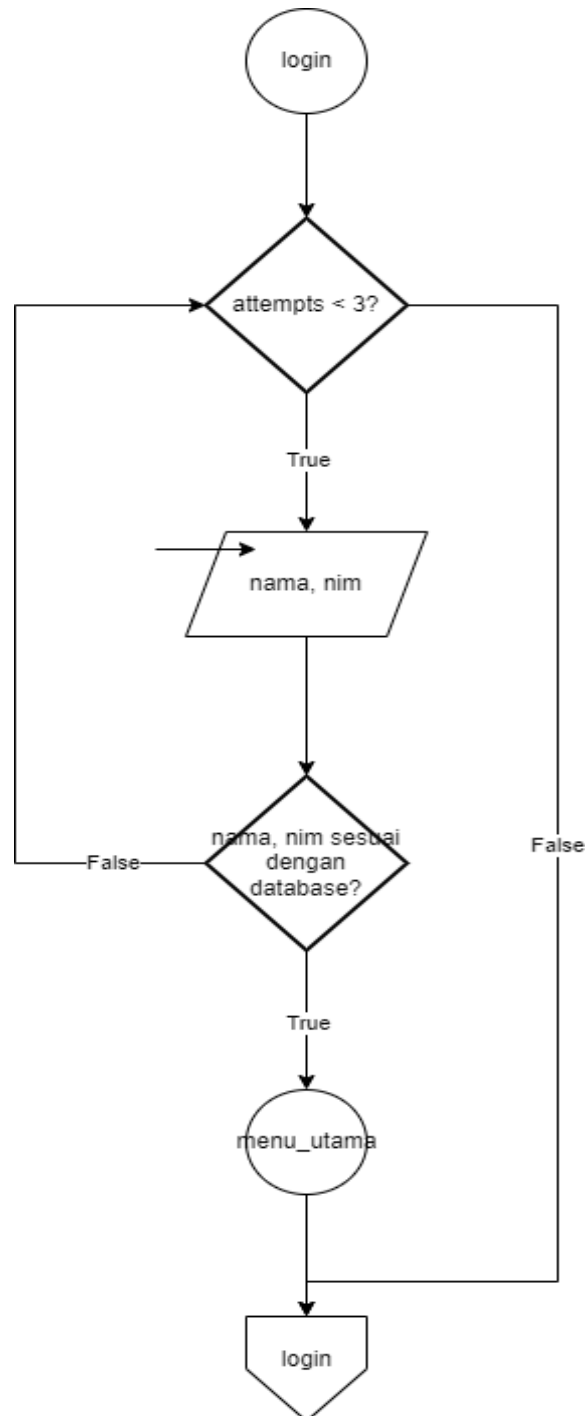 login
attempts < 3?
True
nama, nim
nama, nim sesuai
dengan
database?
False
False
True
menu_utama
login